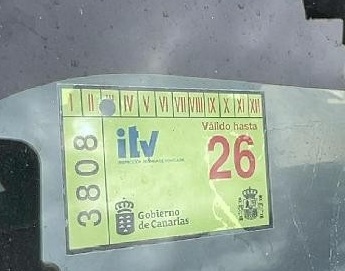 I II III IV V VI VII VIII IX X XI XII
3808
itv
Válido hasta
26
Gobierno
de Canarias